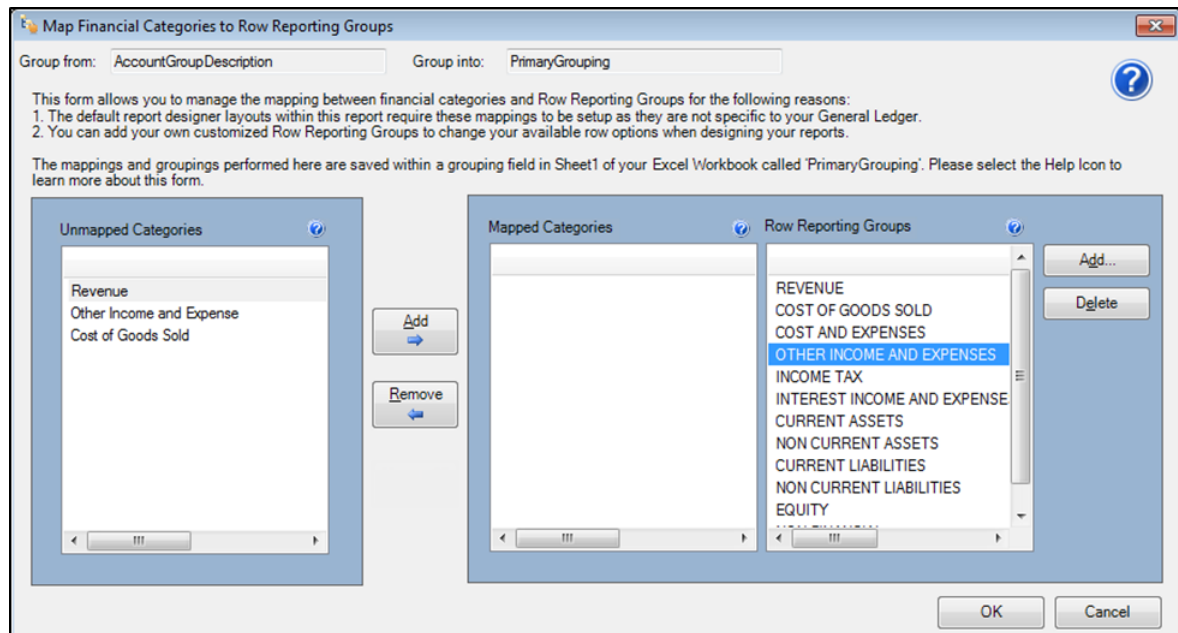 Map Financial Categories to Row Reporting Groups
Group from: AccountGroupDescription Group into: PrimaryGrouping
This form allows you to manage the mapping between financial categories and Row Reporting Groups for the following reasons:
1. The default report designer layouts within this report require these mappings to be setup as they are not specific to your General Ledger.
2. You can add your own customized Row Reporting Groups to change your available row options when designing your reports.
The mappings and groupings performed here are saved within a grouping field in Sheet1 of your Excel Workbook called 'PrimaryGrouping'. Please select the Help Icon to
learn more about this form.
Unmapped Categories
Revenue
Other Income and Expense
Cost of Goods Sold
Add
Remove
Mapped Categories
Row Reporting Groups
REVENUE
COST OF GOODS SOLD
COST AND EXPENSES
OTHER INCOME AND EXPENSES
INCOME TAX
INTEREST INCOME AND EXPENSE
CURRENT ASSETS
NON CURRENT ASSETS
CURRENT LIABILITIES
NON CURRENT LIABILITIES
EQUITY
Add...
Delete
OK
Cancel